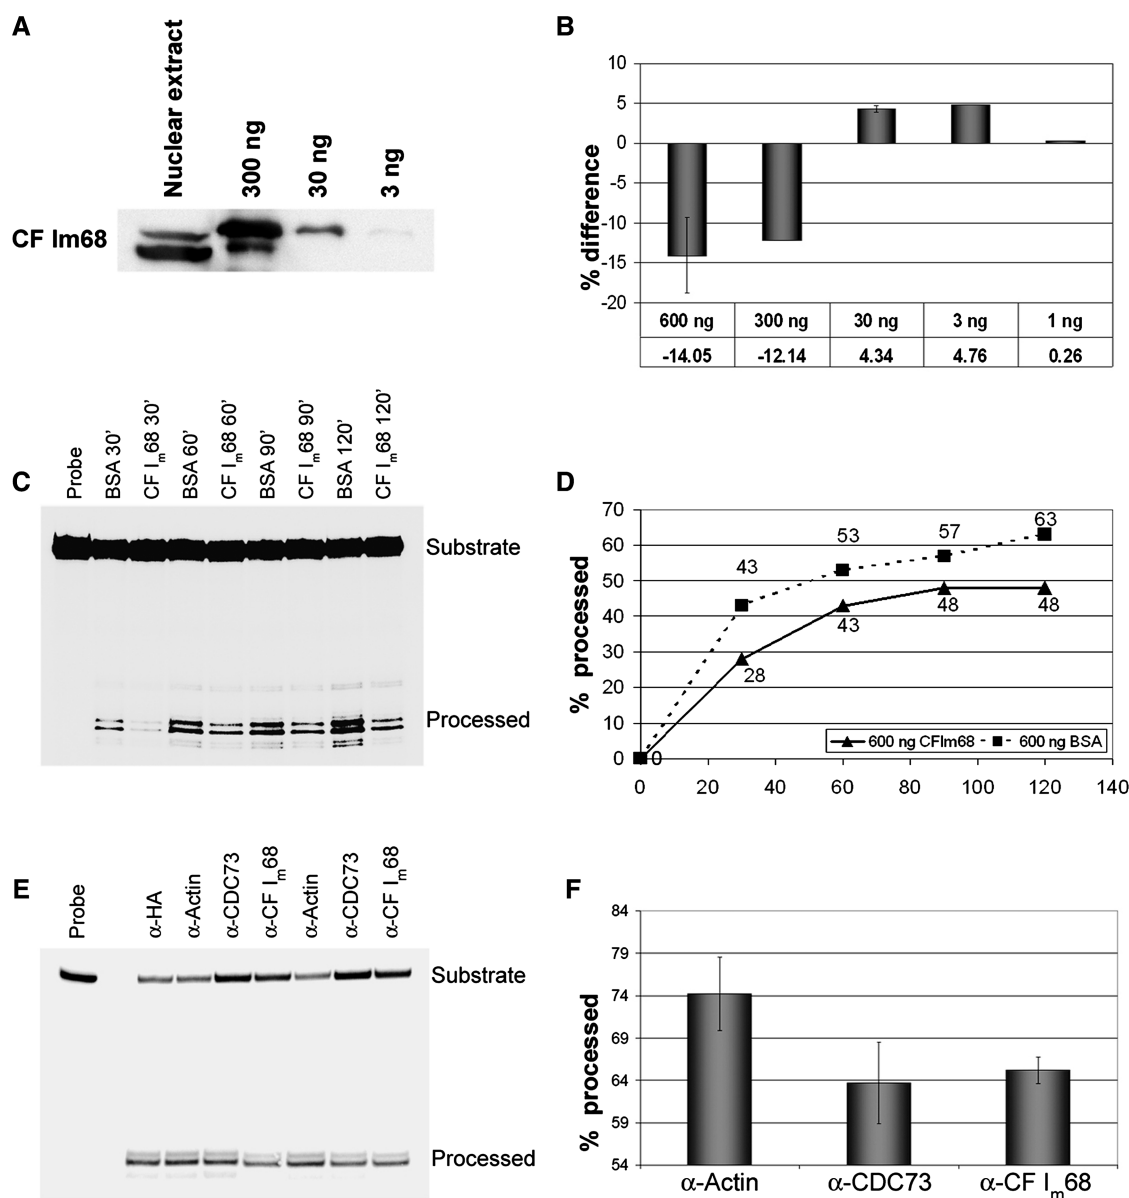 A
Nuclear extract
300 ng
30 ng
3 ng
CF Im68
B
% difference
10
5
0
-5
-10
-15
-20
600 ng 300 ng 30 ng 3 ng 1 ng
-14.05 -12.14 4.34 4.76 0.26
C
Probe
BSA 30'
CF Im68 30'
BSA 60'
CF Im68 60'
BSA 90'
CF Im68 90'
BSA 120'
CF Im68 120'
Substrate
Processed
D
% processed
70
60
50
40
30
20
10
0
0
43
53
57
63
28
43
48
48
600 ng CFIm68 600 ng BSA
0 20 40 60 80 100 120 140
E
Probe
α-HA
α-Actin
α-CDC73
α-CF Im68
α-Actin
α-CDC73
α-CF Im68
Substrate
Processed
F
% processed
84
79
74
69
64
59
54
α-Actin α-CDC73 α-CF Im68